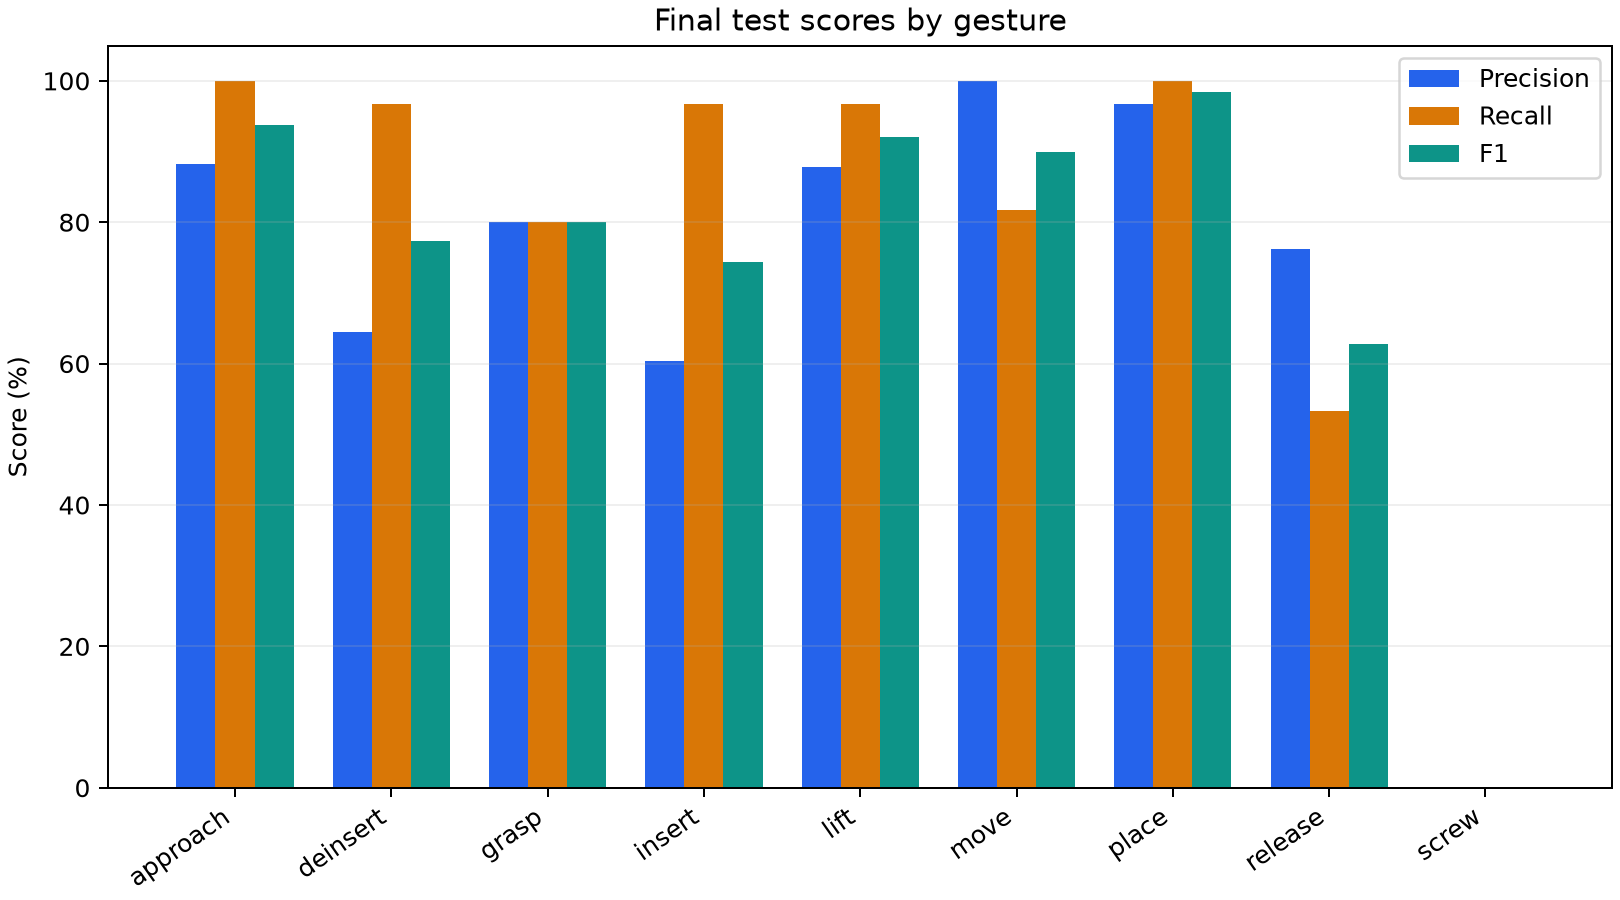 Final test scores by gesture
Precision
Recall
F1
Score (%)
100
80
60
40
20
0
approach
deinsert
grasp
insert
lift
move
place
release
screw